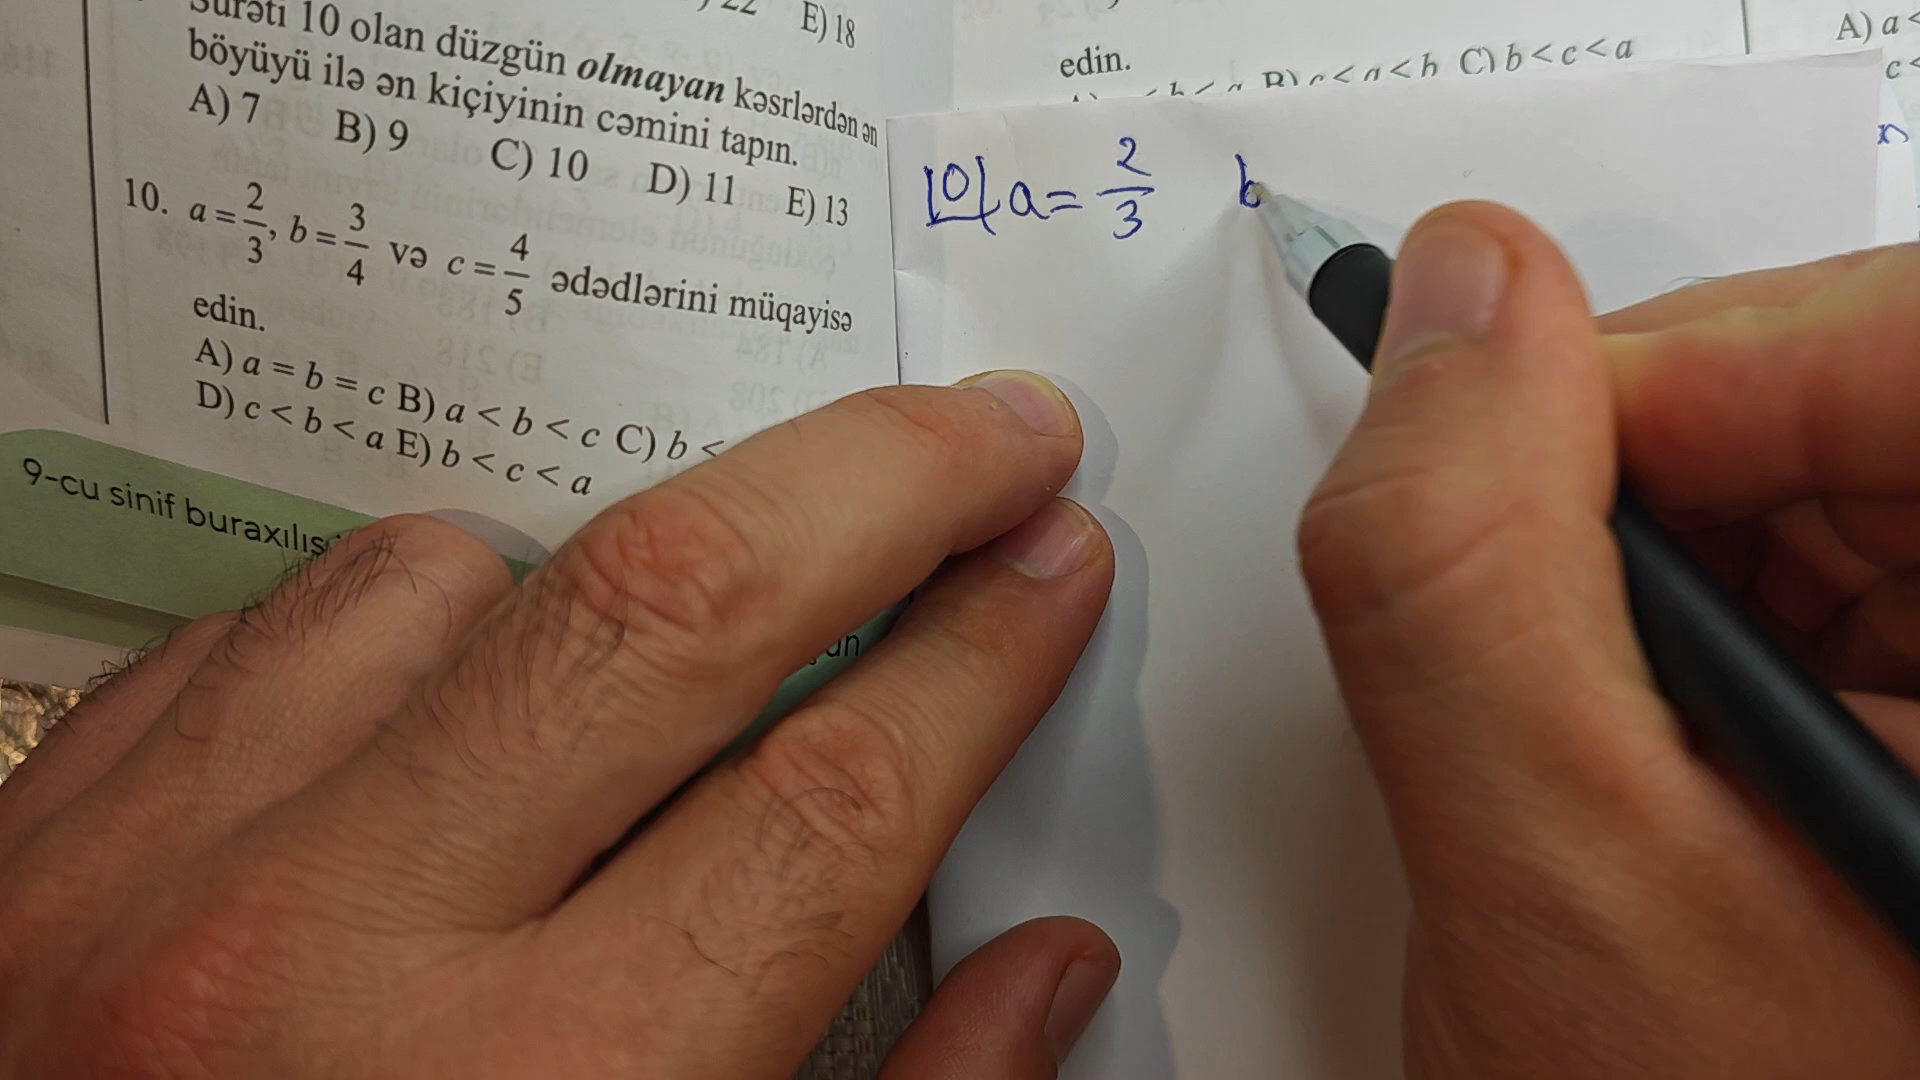 22 E) 18
Surəti 10 olan düzgün olmayan kəsrlərdən ən
böyüyü ilə ən kiçiyinin cəmini tapın.
A) 7 B) 9 C) 10 D) 11 E) 13
10. a = 2/3, b = 3/4 və c = 4/5 ədədlərini müqayisə
edin.
A) a = b = c B) a < b < c C) b <
D) c < b < a E) b < c < a
9-cu sinif buraxılış
edin.
C) b < c < a
A) a <
c <
10 a = 2/3 b